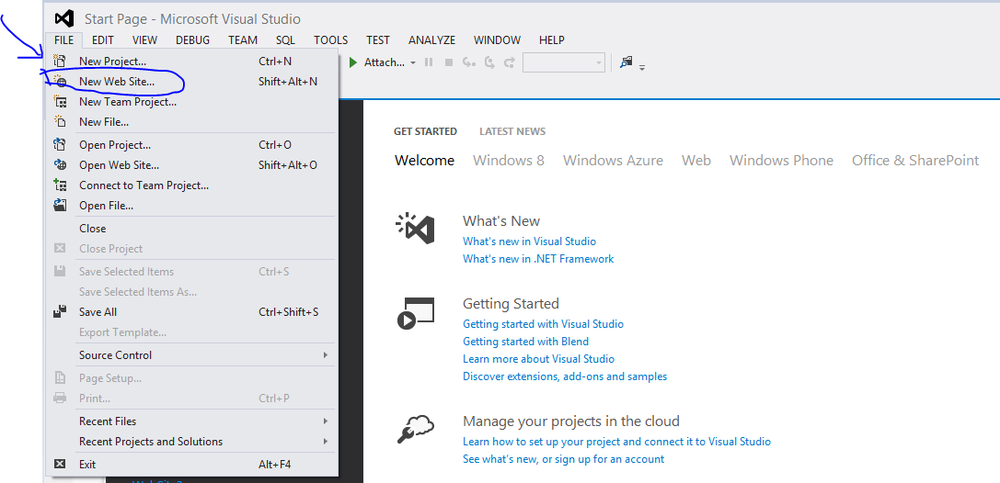 Start Page - Microsoft Visual Studio
FILE EDIT VIEW DEBUG TEAM SQL TOOLS TEST ANALYZE WINDOW HELP
New Project... Ctrl+N
Attach...
New Web Site... Shift+Alt+N
New Team Project...
New File...
Open Project... Ctrl+O
Open Web Site... Shift+Alt+O
Connect to Team Project...
Open File...
Close
Close Project
Save Selected Items Ctrl+S
Save Selected Items As...
Save All Ctrl+Shift+S
Export Template...
Source Control
Page Setup...
Print... Ctrl+P
Recent Files
Recent Projects and Solutions
Exit Alt+F4
GET STARTED LATEST NEWS
Welcome Windows 8 Windows Azure Web Windows Phone Office & SharePoint
What's New
What's new in Visual Studio
What's new in .NET Framework
Getting Started
Getting started with Visual Studio
Getting started with Blend
Learn more about Visual Studio
Discover extensions, add-ons and samples
Manage your projects in the cloud
Learn how to set up your project and connect it to Visual Studio
See what's new, or sign up for an account